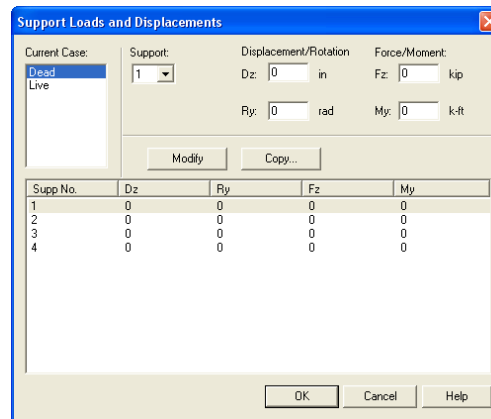 Support Loads and Displacements
Current Case:
Dead
Live
Support:
1
Displacement/Rotation
Dz: 0 in
Ry: 0 rad
Force/Moment:
Fz: 0 kip
My: 0 k-ft
Modify Copy...
Supp No. Dz Ry Fz My
1 0 0 0 0
2 0 0 0 0
3 0 0 0 0
4 0 0 0 0
OK Cancel Help